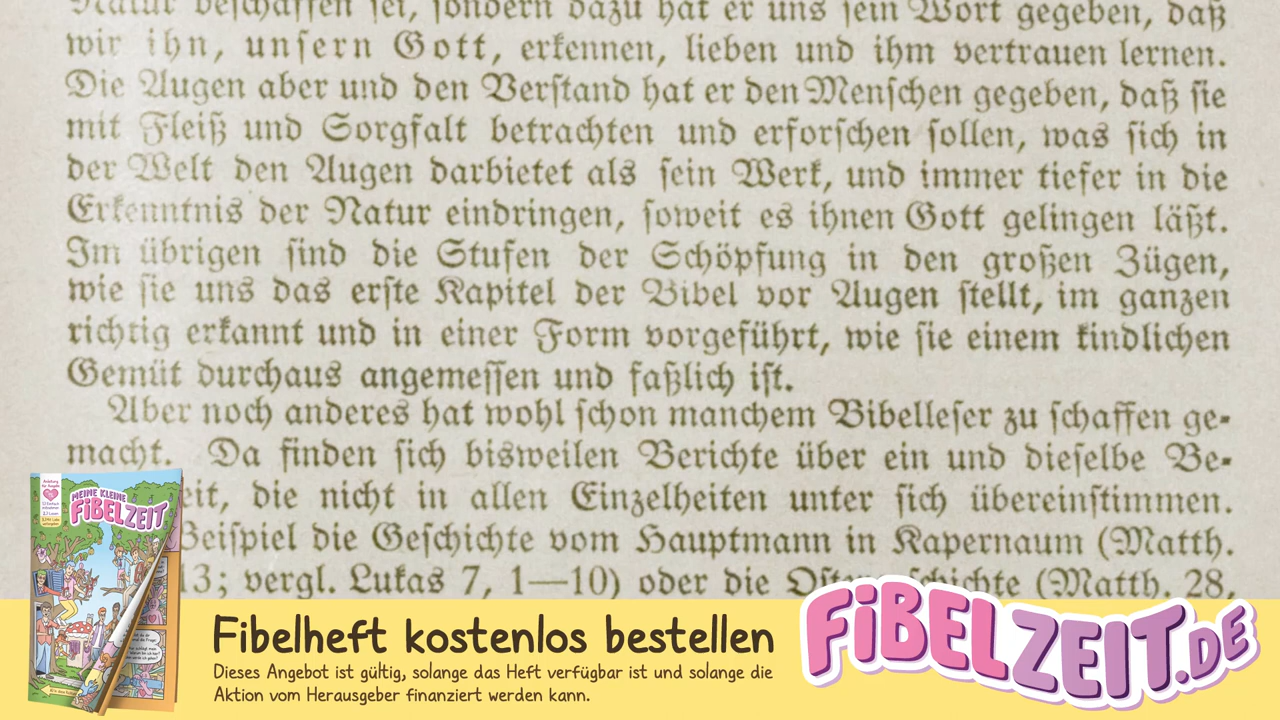 Natur beschaffen sei, sondern dazu hat er uns sein Wort gegeben, daß
wir ihn, unsern Gott, erkennen, lieben und ihm vertrauen lernen.
Die Augen aber und den Verstand hat er den Menschen gegeben, daß sie
mit Fleiß und Sorgfalt betrachten und erforschen sollen, was sich in
der Welt den Augen darbietet als sein Werk, und immer tiefer in die
Erkenntnis der Natur eindringen, soweit es ihnen Gott gelingen läßt.
Im übrigen sind die Stufen der Schöpfung in den großen Zügen,
wie sie uns das erste Kapitel der Bibel vor Augen stellt, im ganzen
richtig erkannt und in einer Form vorgeführt, wie sie einem kindlichen
Gemüt durchaus angemessen und faßlich ist.
Aber noch anderes hat wohl schon manchem Bibelleser zu schaffen ge-
macht. Da finden sich bisweilen Berichte über ein und dieselbe Be-
eit, die nicht in allen Einzelheiten unter sich übereinstimmen.
Beispiel die Geschichte vom Hauptmann in Kapernaum (Matth.
13; vergl. Lukas 7, 1—10) oder die (Matth. 28,
MEINE KLEINE
FIBELZEIT
Fibelheft kostenlos bestellen
Dieses Angebot ist gültig, solange das Heft verfügbar ist und solange die
Aktion vom Herausgeber finanziert werden kann.
FiBELZEIT.DE